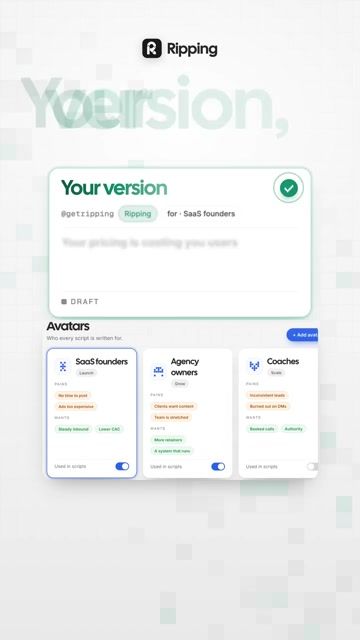 Ripping
Your version
@getripping Ripping for · SaaS founders
Your pricing is costing you users
DRAFT
Avatars
Who every script is written for.
SaaS founders
Launch
PAINS
No time to post
Ads too expensive
WANTS
Steady inbound Lower CAC
Used in scripts
Agency owners
Grow
PAINS
Clients want content
Team is stretched
WANTS
More retainers
A system that runs
Used in scripts
Coaches
Scale
PAINS
Inconsistent leads
Burned out on DMs
WANTS
Booked calls Authority
Used in scripts